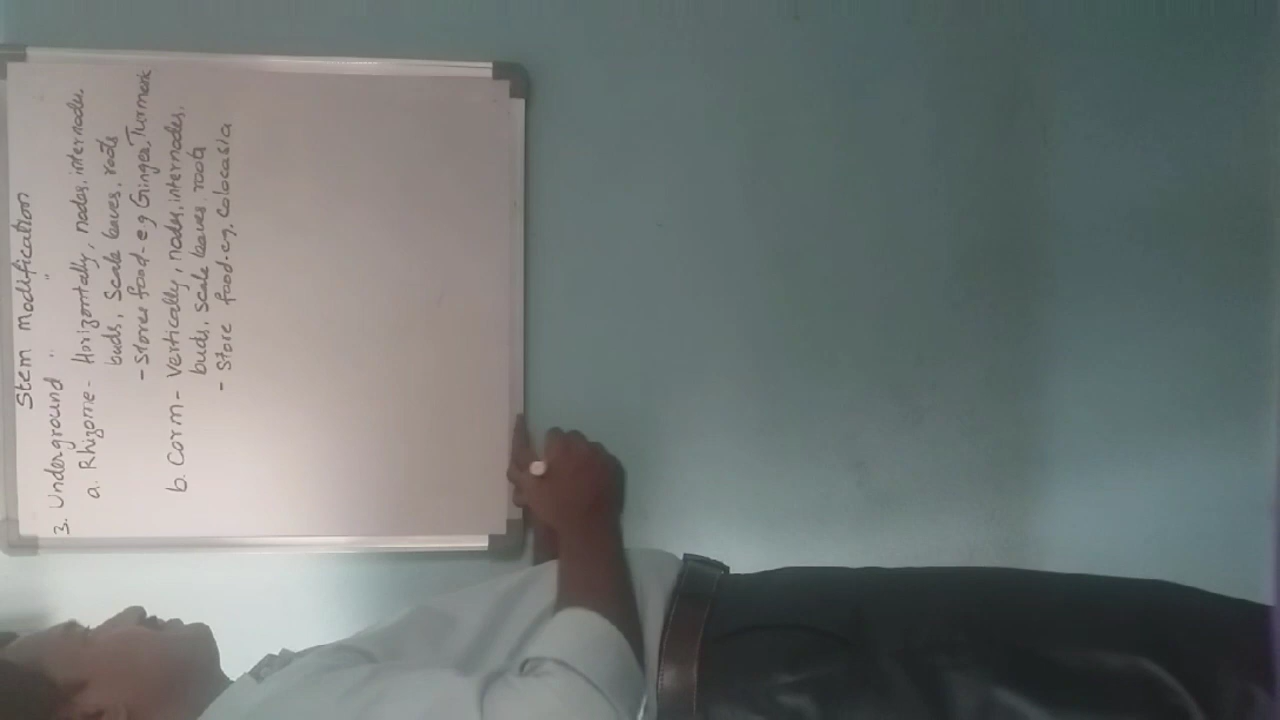 Stem Modification
3. Underground " "
a. Rhizome - Horizontally, nodes, internodes
buds, Scale leaves, roots
- Stores food - e.g Ginger, Turmeric
b. Corm - Vertically, nodes, internodes,
buds, scale leaves, roots
- Store food - eg. Colocasia